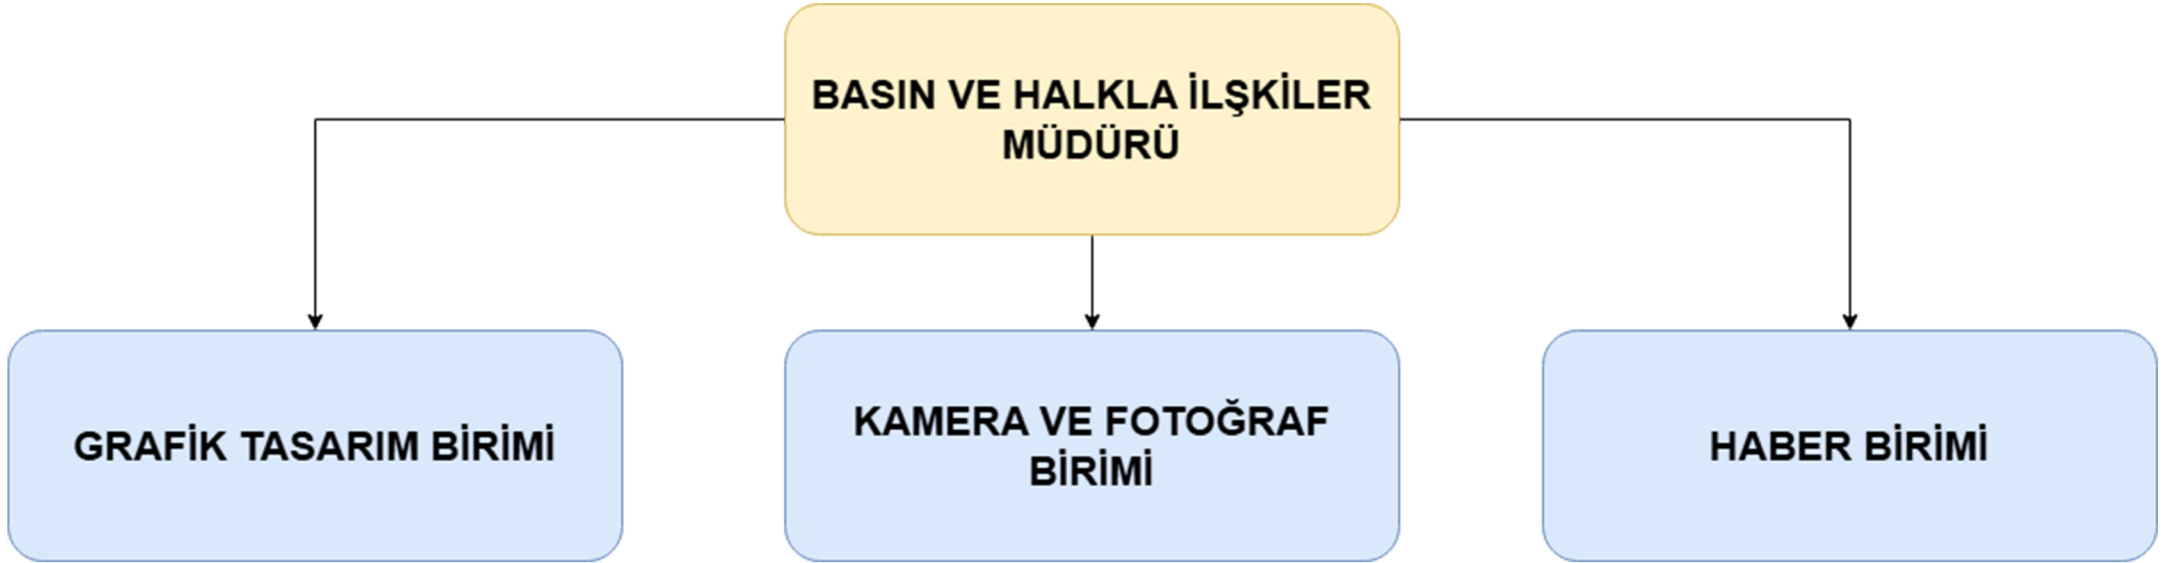 BASIN VE HALKLA İLŞKİLER
MÜDÜRÜ
GRAFİK TASARIM BİRİMİ
KAMERA VE FOTOĞRAF
BİRİMİ
HABER BİRİMİ